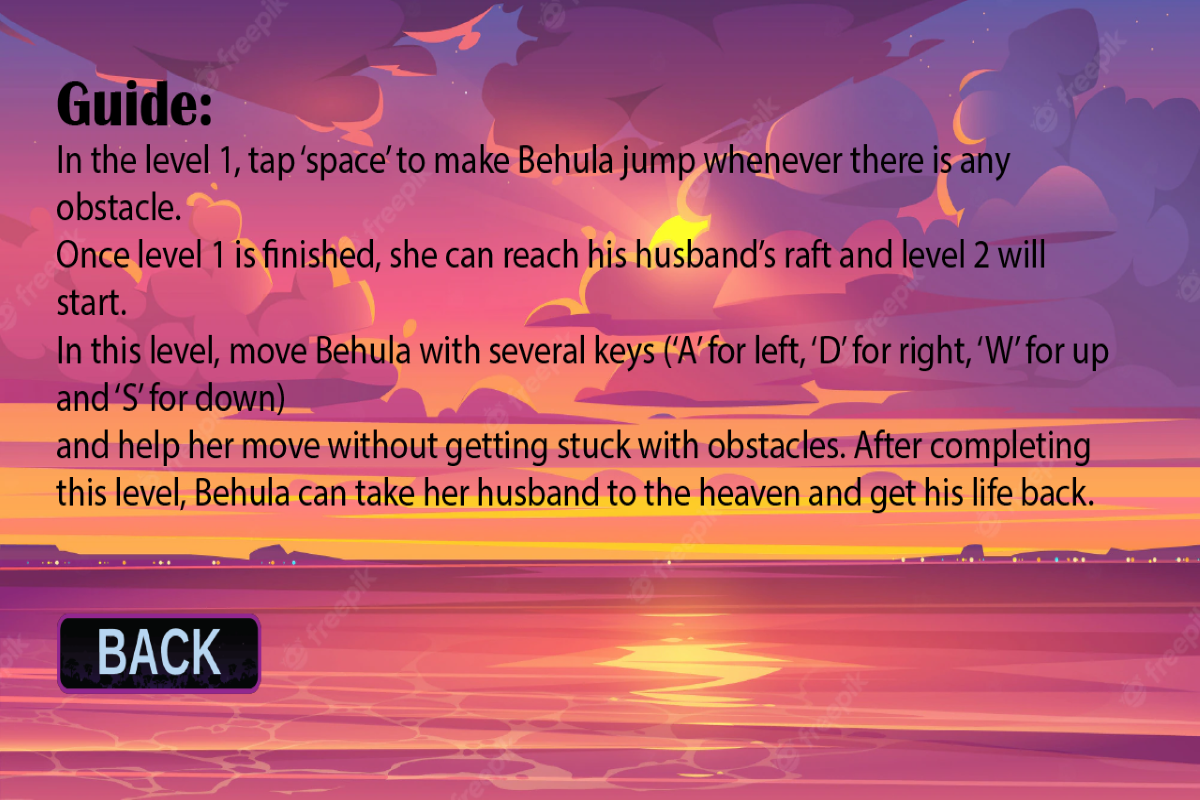 Guide:
In the level 1, tap ‘space’ to make Behula jump whenever there is any
obstacle.
Once level 1 is finished, she can reach his husband’s raft and level 2 will
start.
In this level, move Behula with several keys (‘A’ for left, ‘D’ for right, ‘W’ for up
and ‘S’ for down)
and help her move without getting stuck with obstacles. After completing
this level, Behula can take her husband to the heaven and get his life back.
BACK
freepik